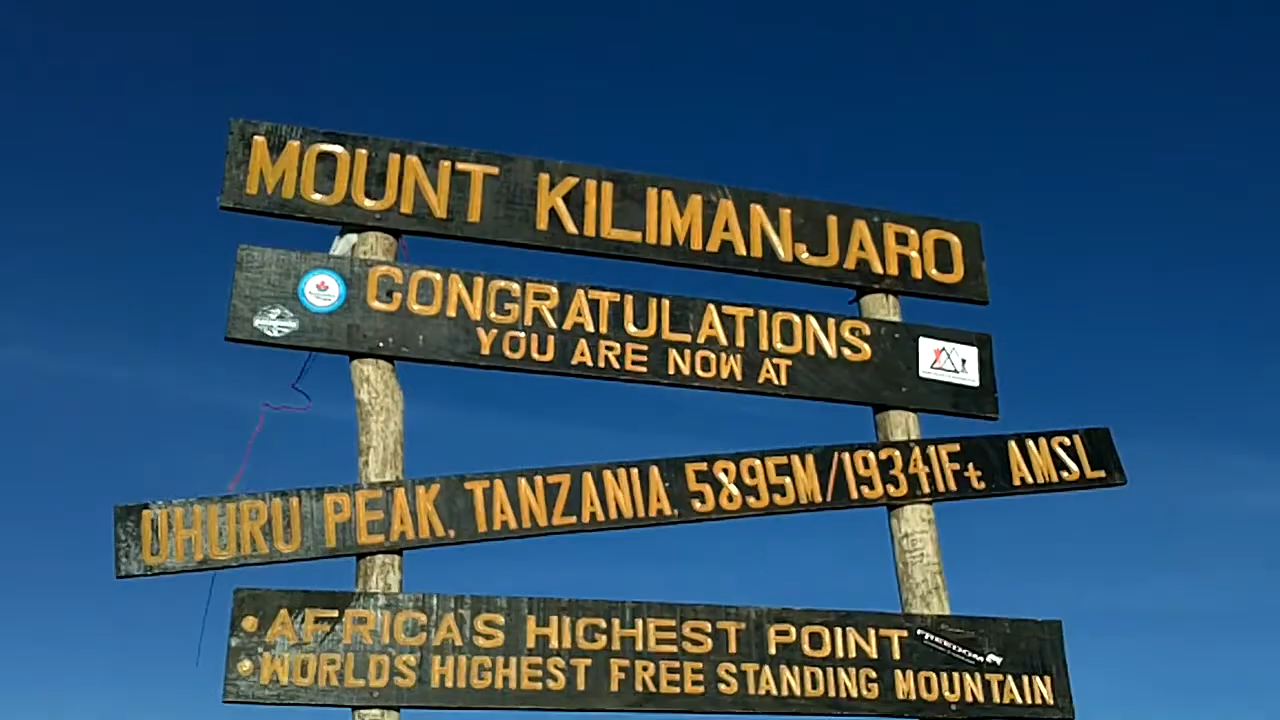 MOUNT KILIMANJARO
CONGRATULATIONS
YOU ARE NOW AT
UHURU PEAK, TANZANIA, 5895M/19341Ft AMSL
• AFRICAS HIGHEST POINT
FREEDOM
• WORLDS HIGHEST FREE STANDING MOUNTAIN